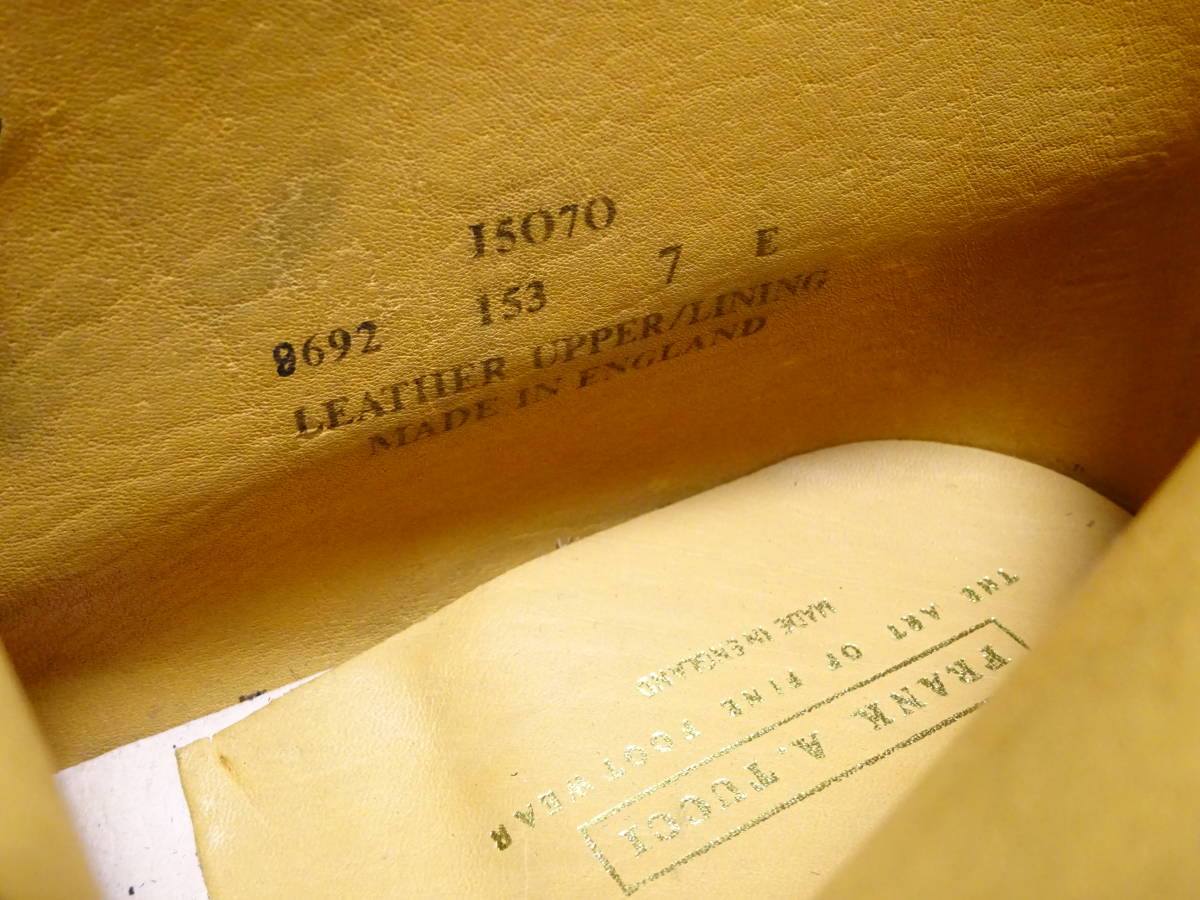 15070
8692 153 7 E
LEATHER UPPER/LINING
MADE IN ENGLAND
FRANK A. TUCCI
THE ART OF FINE FOOTWEAR
MADE IN ENGLAND